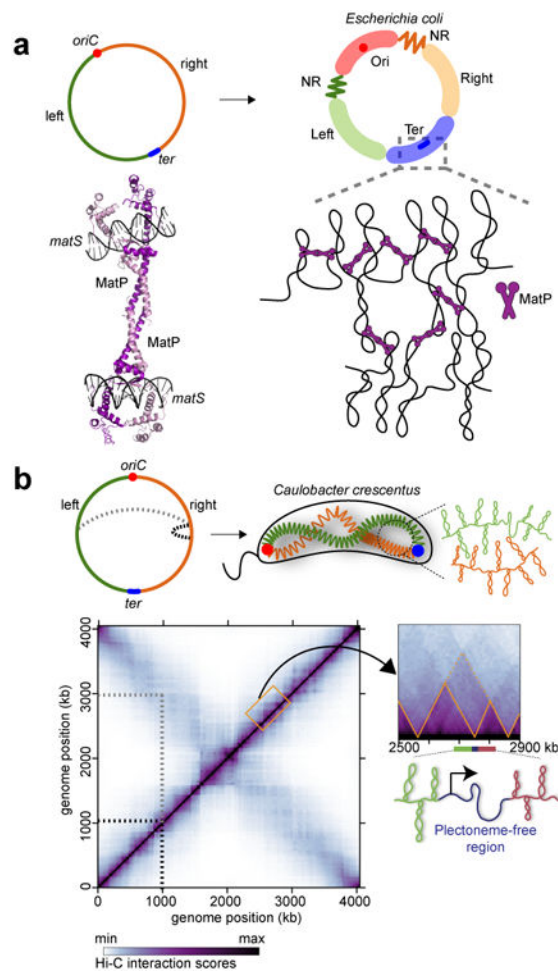 a
Escherichia coli
oriC
right
left
ter
NR
Ori
NR
Right
Left
Ter
matS
MatP
MatP
matS
MatP
b
oriC
left
right
ter
Caulobacter crescentus
genome position (kb)
4000
3000
2000
1000
0
0 1000 2000 3000 4000
genome position (kb)
min max
Hi-C interaction scores
2500 2900 kb
Plectoneme-free
region